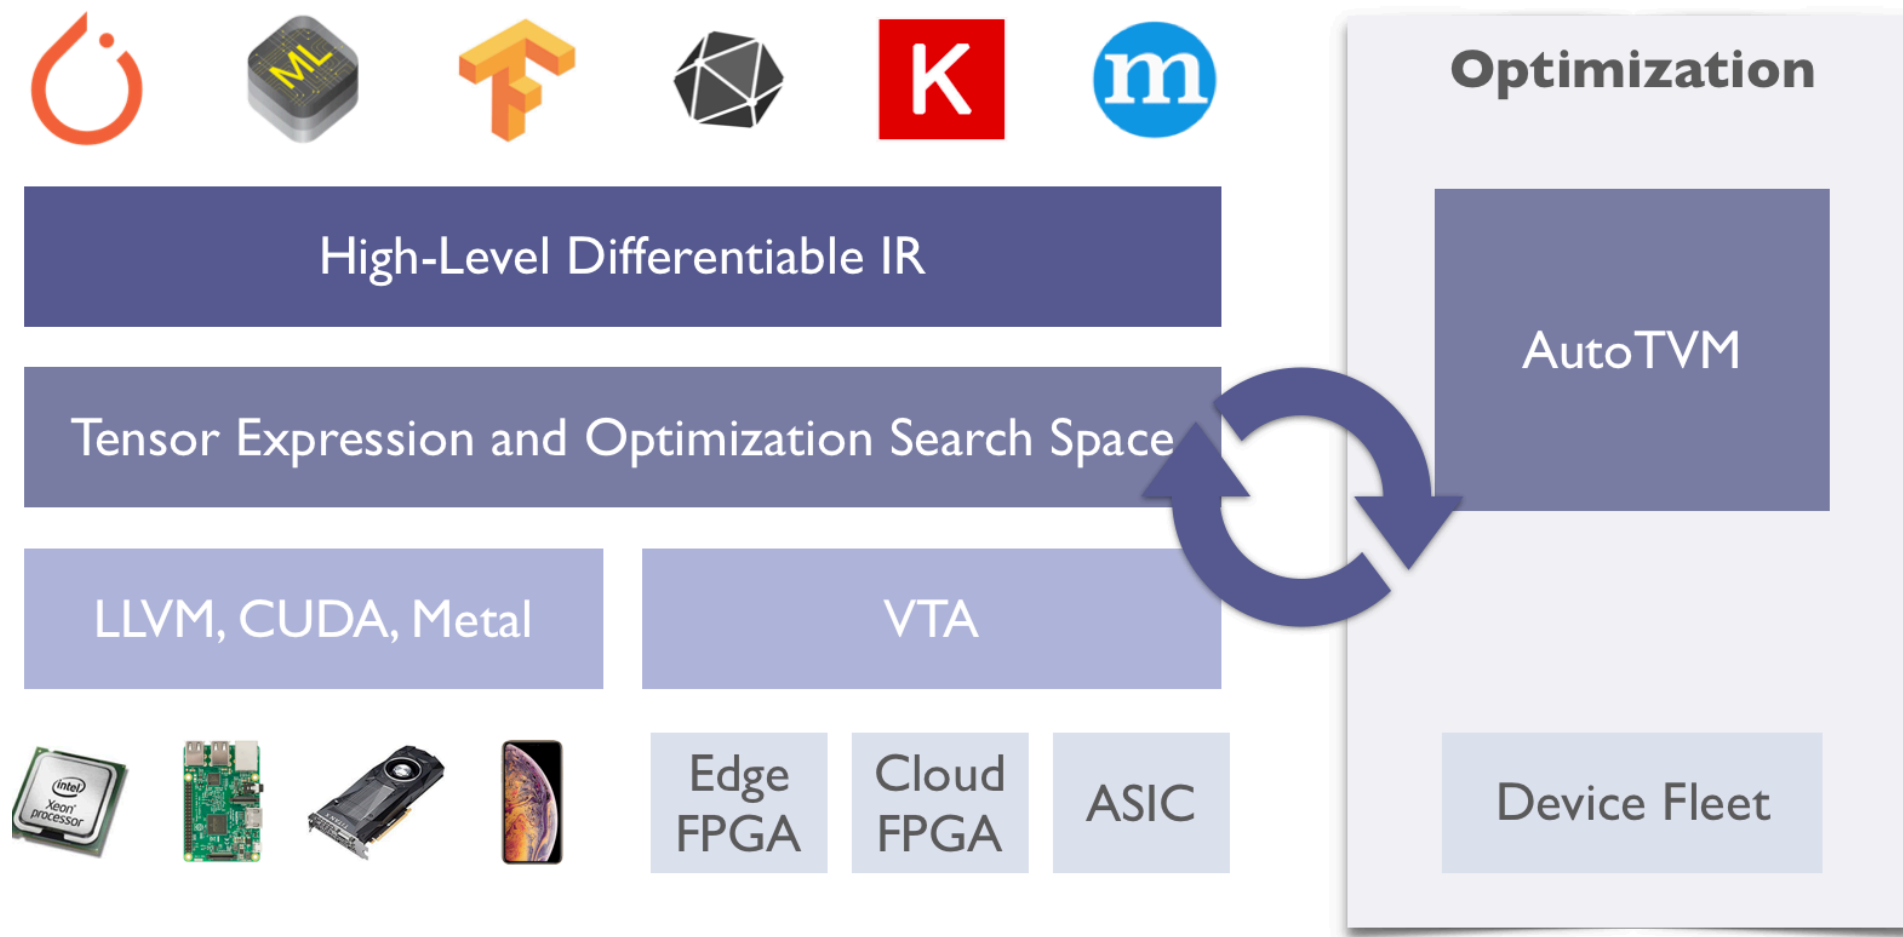 ML
K
m
Optimization
High-Level Differentiable IR
AutoTVM
Tensor Expression and Optimization Search Space
LLVM, CUDA, Metal
VTA
intel
Xeon
processor
Edge
FPGA
Cloud
FPGA
ASIC
Device Fleet